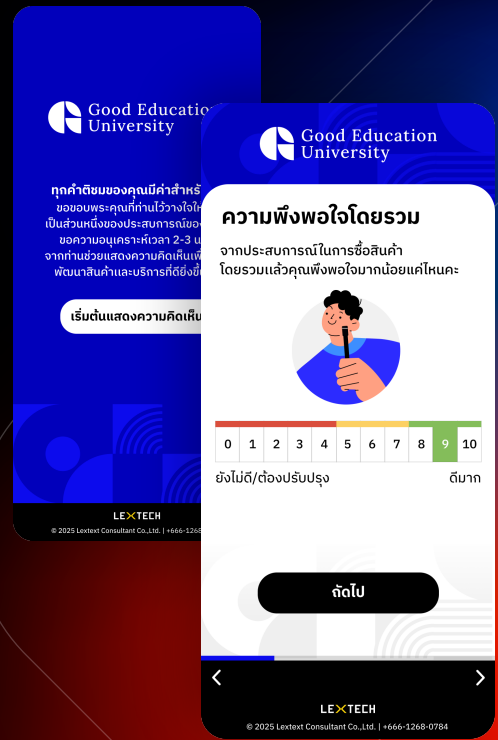 Good Education
University
ทุกคำติชมของคุณมีค่าสำหรั
ขอขอบพระคุณที่ท่านไว้วางใจให้
เป็นส่วนหนึ่งของประสบการณ์ของ
ขอความอนุเคราะห์เวลา 2-3 น
จากท่านช่วยแสดงความคิดเห็นเพื่
พัฒนาสินค้าและบริการที่ดียิ่งขึ้
เริ่มต้นแสดงความคิดเห็น
LEXTECH
© 2025 Lextext Consultant Co.,Ltd. | +666-1268
Good Education
University
ความพึงพอใจโดยรวม
จากประสบการณ์ในการซื้อสินค้า
โดยรวมแล้วคุณพึงพอใจมากน้อยแค่ไหนคะ
0 1 2 3 4 5 6 7 8 9 10
ยังไม่ดี/ต้องปรับปรุง ดีมาก
ถัดไป
LEXTECH
© 2025 Lextext Consultant Co.,Ltd. | +666-1268-0784